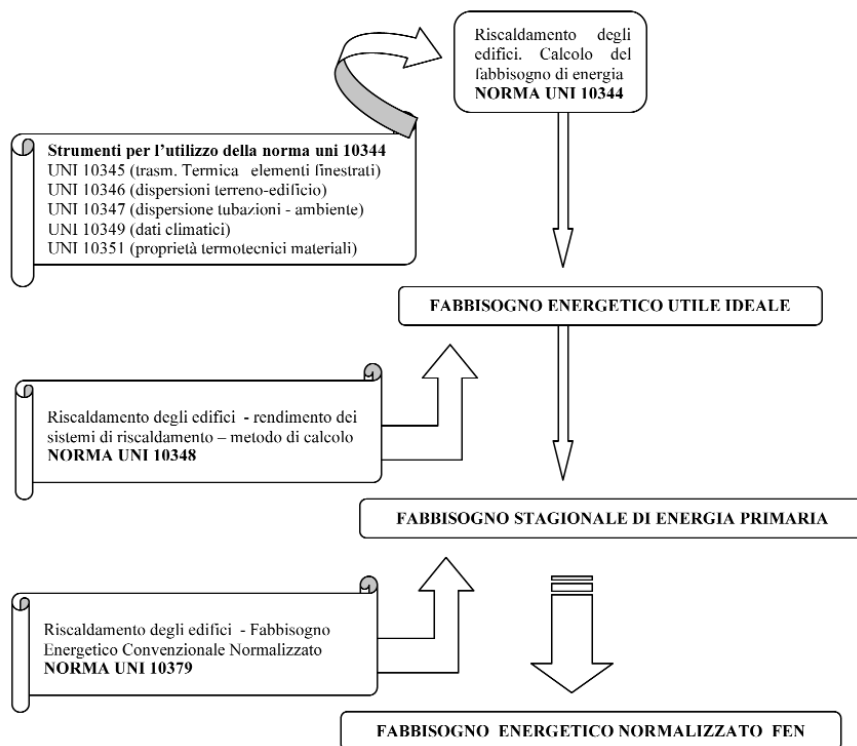 Riscaldamento degli
edifici. Calcolo del
fabbisogno di energia
NORMA UNI 10344
Strumenti per l'utilizzo della norma uni 10344
UNI 10345 (trasm. Termica elementi finestrati)
UNI 10346 (dispersioni terreno-edificio)
UNI 10347 (dispersione tubazioni - ambiente)
UNI 10349 (dati climatici)
UNI 10351 (proprietà termotecnici materiali)
FABBISOGNO ENERGETICO UTILE IDEALE
Riscaldamento degli edifici - rendimento dei
sistemi di riscaldamento – metodo di calcolo
NORMA UNI 10348
FABBISOGNO STAGIONALE DI ENERGIA PRIMARIA
Riscaldamento degli edifici - Fabbisogno
Energetico Convenzionale Normalizzato
NORMA UNI 10379
FABBISOGNO ENERGETICO NORMALIZZATO FEN